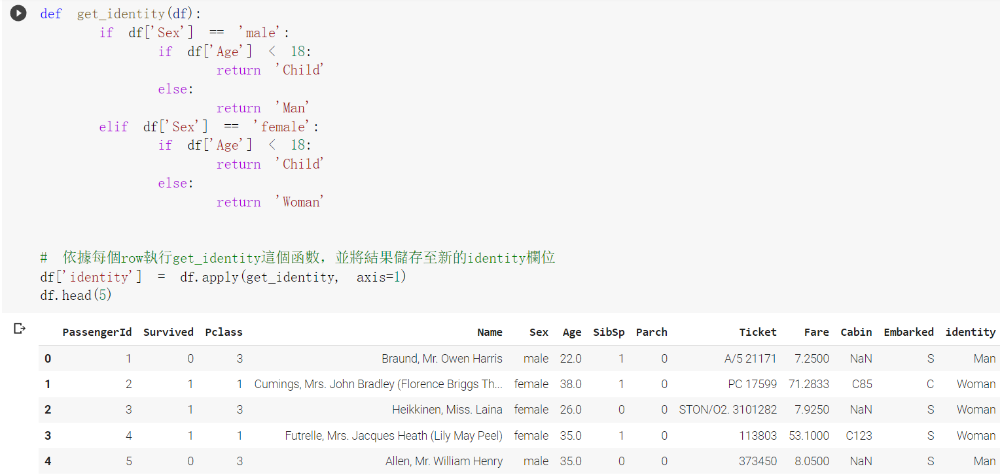 def get_identity(df):
if df['Sex'] == 'male':
if df['Age'] < 18:
return 'Child'
else:
return 'Man'
elif df['Sex'] == 'female':
if df['Age'] < 18:
return 'Child'
else:
return 'Woman'
# 依據每個row執行get_identity這個函數，並將結果儲存至新的identity欄位
df['identity'] = df.apply(get_identity, axis=1)
df.head(5)
PassengerId Survived Pclass Name Sex Age SibSp Parch Ticket Fare Cabin Embarked identity
0 1 0 3 Braund, Mr. Owen Harris male 22.0 1 0 A/5 21171 7.2500 NaN S Man
1 2 1 1 Cumings, Mrs. John Bradley (Florence Briggs Th... female 38.0 1 0 PC 17599 71.2833 C85 C Woman
2 3 1 3 Heikkinen, Miss. Laina female 26.0 0 0 STON/O2. 3101282 7.9250 NaN S Woman
3 4 1 1 Futrelle, Mrs. Jacques Heath (Lily May Peel) female 35.0 1 0 113803 53.1000 C123 S Woman
4 5 0 3 Allen, Mr. William Henry male 35.0 0 0 373450 8.0500 NaN S Man